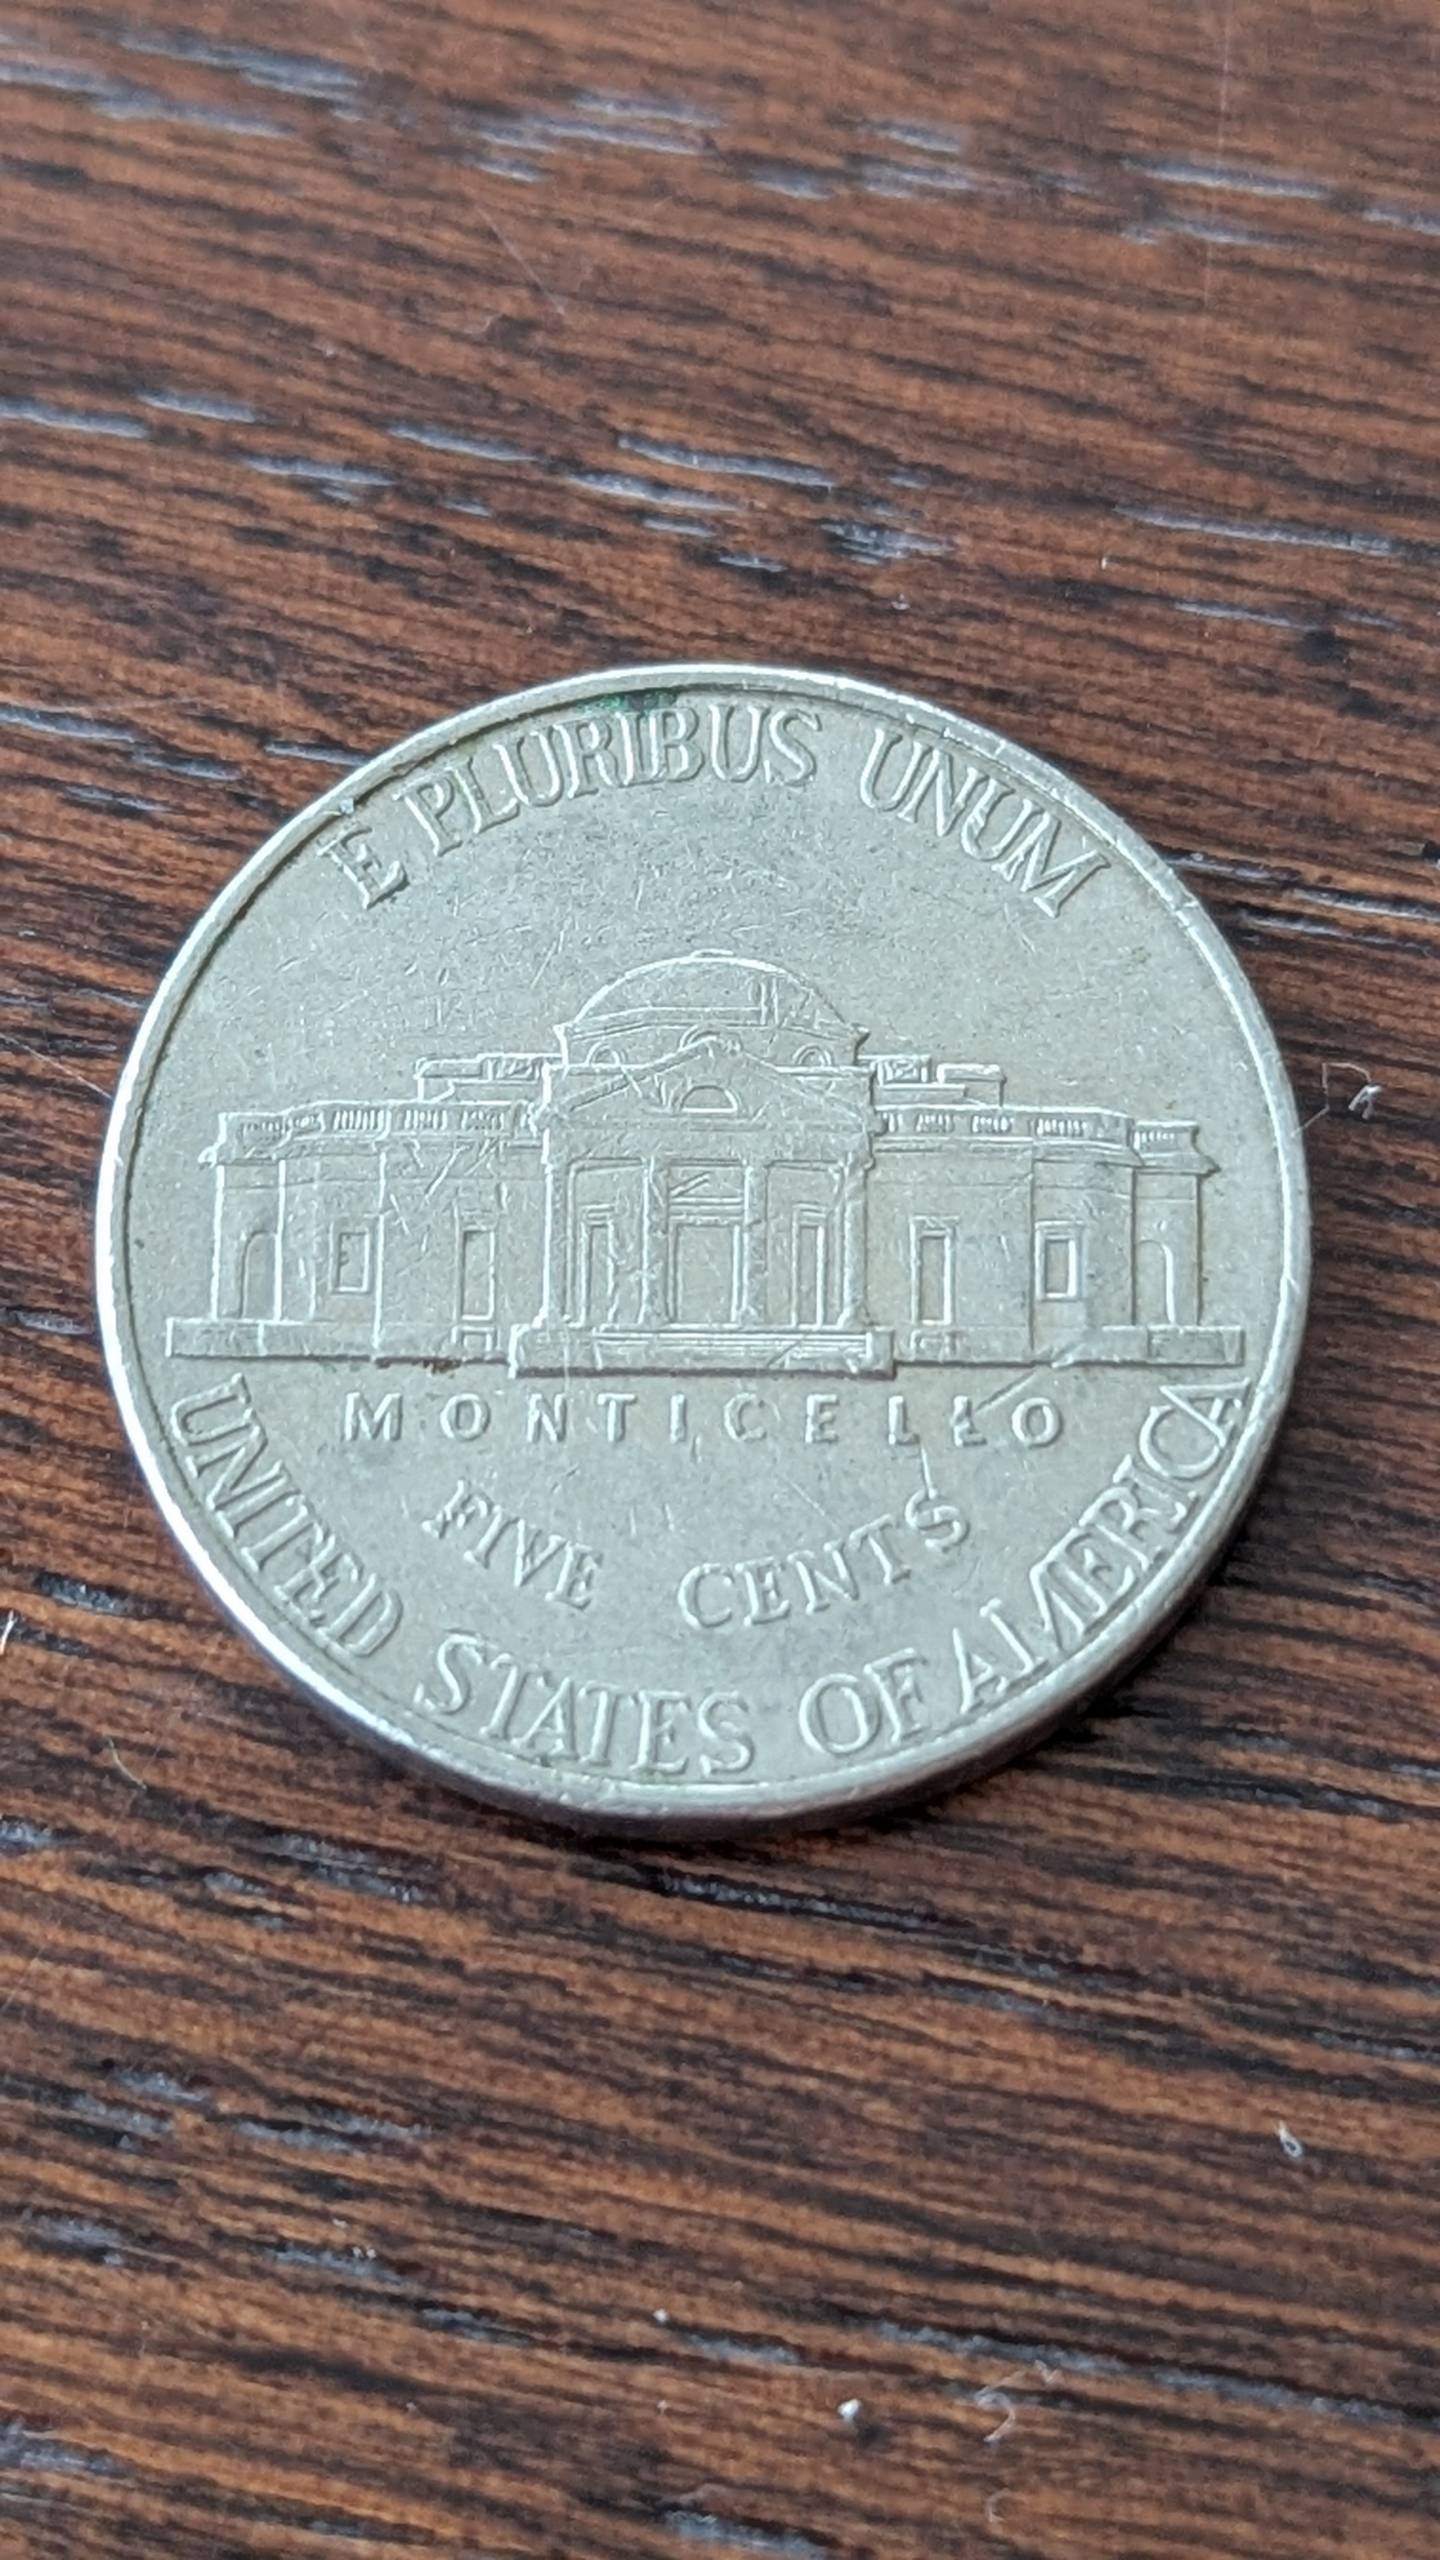 E PLURIBUS UNUM
MONTICELLO
FIVE CENTS
UNITED STATES OF AMERICA